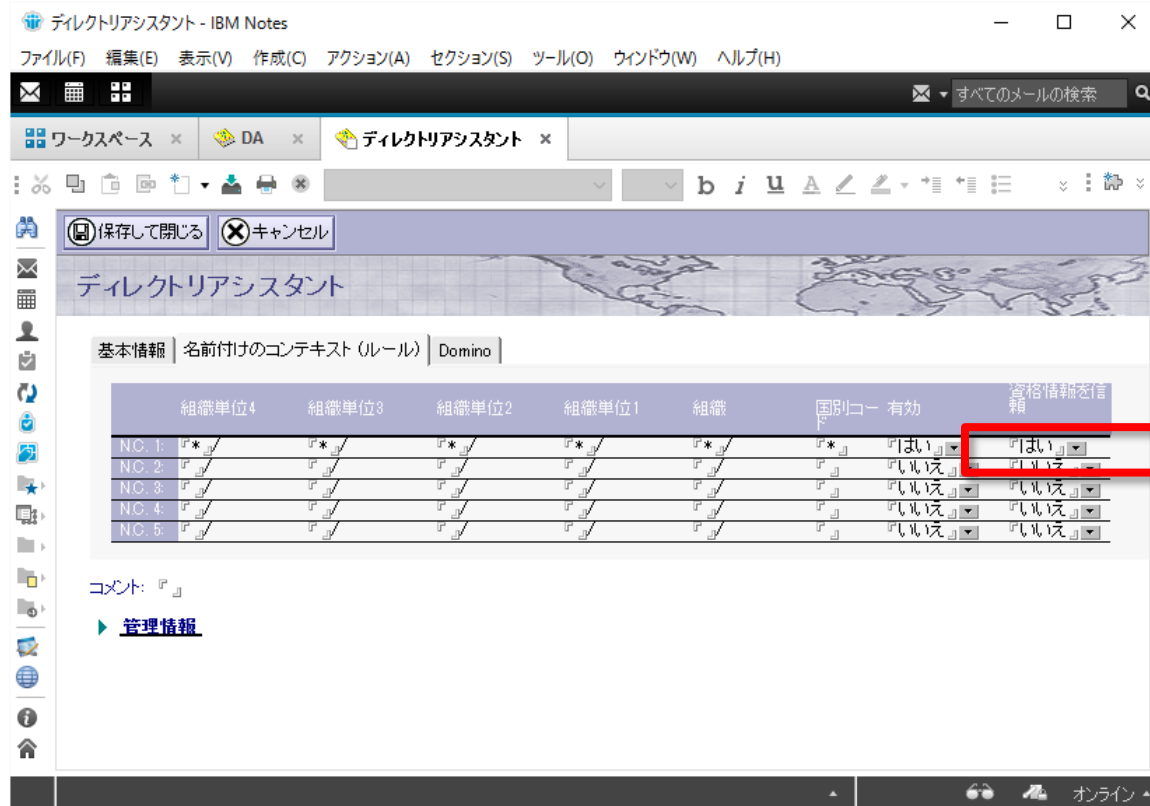 ディレクトリアシスタント - IBM Notes
ファイル(F) 編集(E) 表示(V) 作成(C) アクション(A) セクション(S) ツール(O) ウィンドウ(W) ヘルプ(H)
すべてのメールの検索
ワークスペース × DA × ディレクトリアシスタント ×
b i u A
保存して閉じる キャンセル
ディレクトリアシスタント
基本情報 名前付けのコンテキスト (ルール) Domino
組織単位4 組織単位3 組織単位2 組織単位1 組織 国別コード 有効 資格情報を信頼
N.C. 1: 『*』/ 『*』/ 『*』/ 『*』/ 『*』/ 『*』 『はい』 『はい』
N.C. 2: 『 』/ 『 』/ 『 』/ 『 』/ 『 』/ 『 』 『いいえ』 『いいえ』
N.C. 3: 『 』/ 『 』/ 『 』/ 『 』/ 『 』/ 『 』 『いいえ』 『いいえ』
N.C. 4: 『 』/ 『 』/ 『 』/ 『 』/ 『 』/ 『 』 『いいえ』 『いいえ』
N.C. 5: 『 』/ 『 』/ 『 』/ 『 』/ 『 』/ 『 』 『いいえ』 『いいえ』
コメント: 『 』
管理情報
オンライン